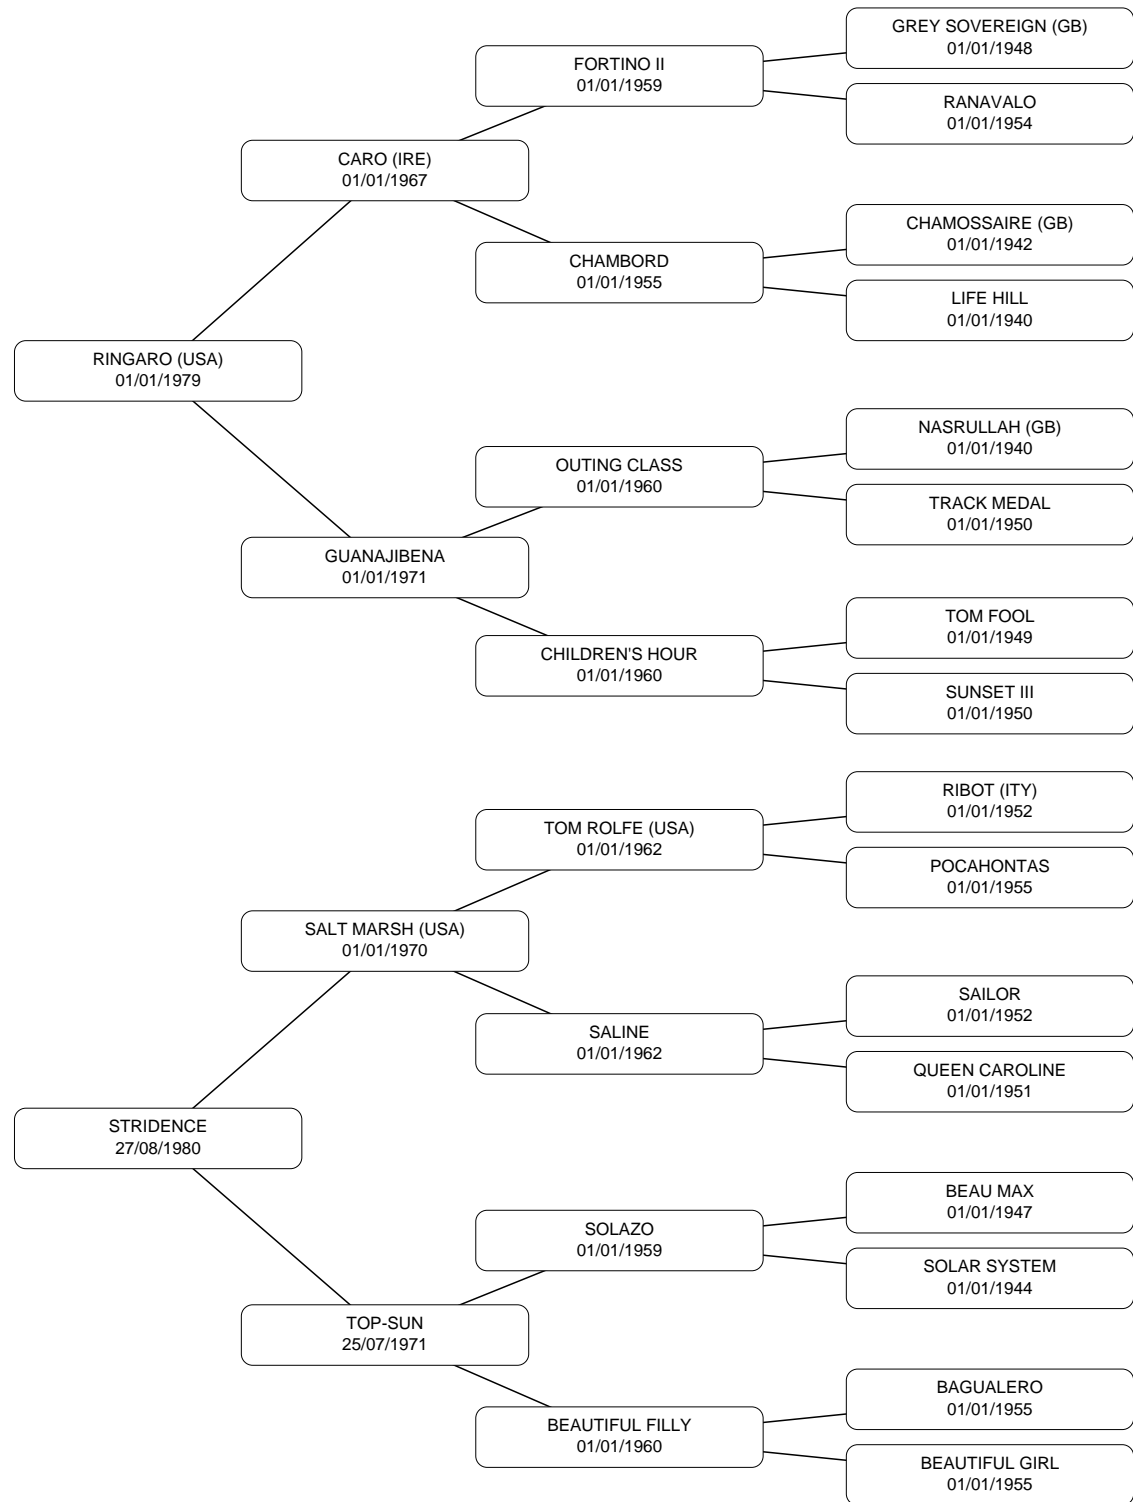 GREY SOVEREIGN (GB)
01/01/1948
FORTINO II
01/01/1959
RANAVALO
01/01/1954
CARO (IRE)
01/01/1967
CHAMOSSAIRE (GB)
01/01/1942
CHAMBORD
01/01/1955
LIFE HILL
01/01/1940
RINGARO (USA)
01/01/1979
NASRULLAH (GB)
01/01/1940
OUTING CLASS
01/01/1960
TRACK MEDAL
01/01/1950
GUANAJIBENA
01/01/1971
TOM FOOL
01/01/1949
CHILDREN'S HOUR
01/01/1960
SUNSET III
01/01/1950
RIBOT (ITY)
01/01/1952
TOM ROLFE (USA)
01/01/1962
POCAHONTAS
01/01/1955
SALT MARSH (USA)
01/01/1970
SAILOR
01/01/1952
SALINE
01/01/1962
QUEEN CAROLINE
01/01/1951
STRIDENCE
27/08/1980
BEAU MAX
01/01/1947
SOLAZO
01/01/1959
SOLAR SYSTEM
01/01/1944
TOP-SUN
25/07/1971
BAGUALERO
01/01/1955
BEAUTIFUL FILLY
01/01/1960
BEAUTIFUL GIRL
01/01/1955